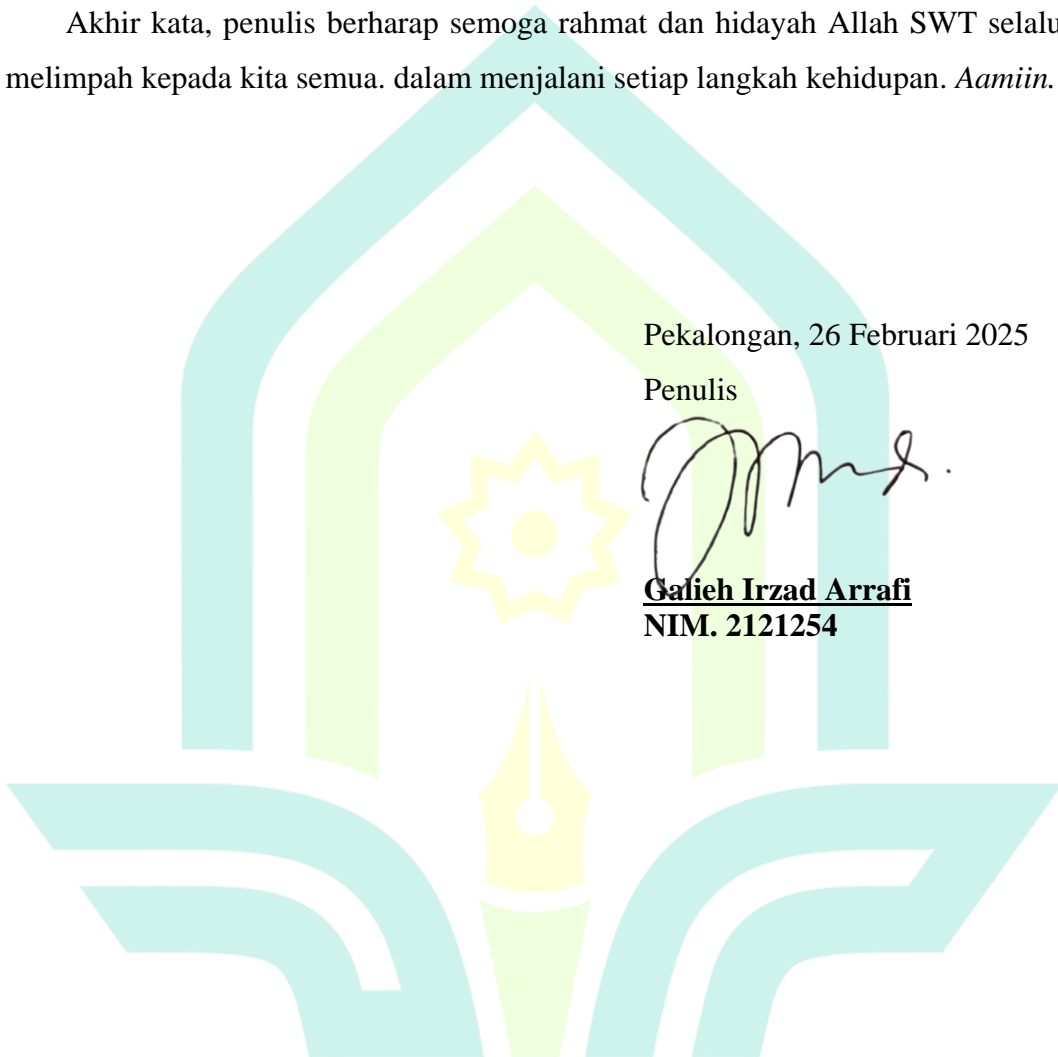 Akhir kata, penulis berharap semoga rahmat dan hidayah Allah SWT selalu
melimpah kepada kita semua. dalam menjalani setiap langkah kehidupan. Aamiin.
Pekalongan, 26 Februari 2025
Penulis
Galieh Irzad Arrafi
NIM. 2121254